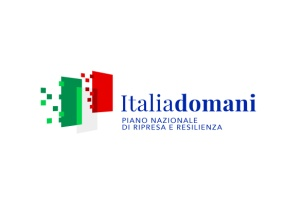 Italiadomani
PIANO NAZIONALE
DI RIPRESA E RESILIENZA